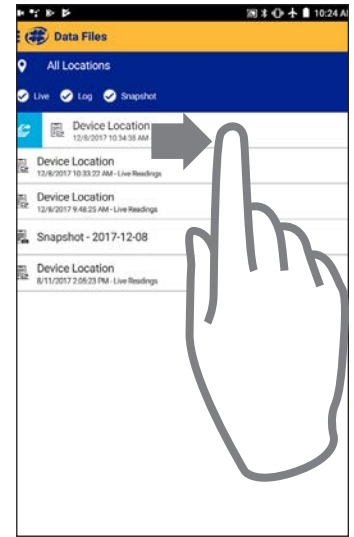 10:24 AM
Data Files
All Locations
Live Log Snapshot
Device Location
12/8/2017 10:34:38 AM
Device Location
12/8/2017 10:33:22 AM - Live Readings
Device Location
12/8/2017 9:48:25 AM - Live Readings
Snapshot - 2017-12-08
Device Location
8/11/2017 2:05:23 PM - Live Readings